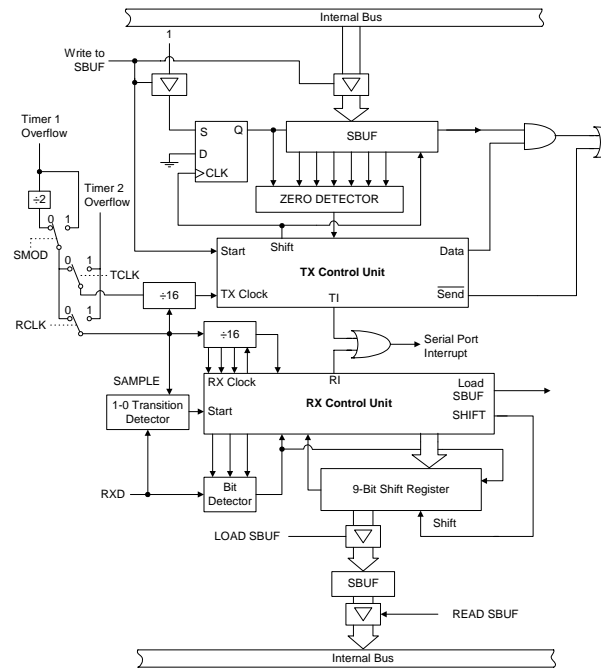 Internal Bus
1
Write to
SBUF
Timer 1
Overflow
S
Q
D
CLK
SBUF
÷2
Timer 2
Overflow
ZERO DETECTOR
0
1
SMOD
Shift
Start
Data
TX Control Unit
0
1
TCLK
÷16
TX Clock
TI
Send
RCLK
0
1
÷16
Serial Port
Interrupt
SAMPLE
RX Clock
RI
Load
SBUF
1-0 Transition
Detector
Start
RX Control Unit
SHIFT
RXD
Bit
Detector
9-Bit Shift Register
Shift
LOAD SBUF
SBUF
READ SBUF
Internal Bus